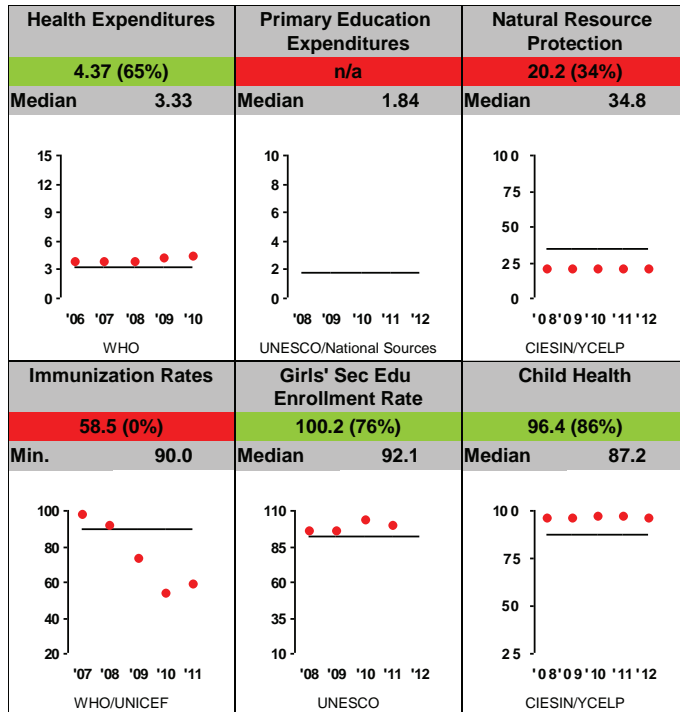 Health Expenditures
4.37 (65%)
Median 3.33
15
12
9
6
3
0
'06 '07 '08 '09 '10
WHO
Primary Education
Expenditures
n/a
Median 1.84
10
8
6
4
2
0
'08 '09 '10 '11 '12
UNESCO/National Sources
Natural Resource
Protection
20.2 (34%)
Median 34.8
100
75
50
25
0
'08 '09 '10 '11 '12
CIESIN/YCELP
Immunization Rates
58.5 (0%)
Min. 90.0
100
80
60
40
20
'07 '08 '09 '10 '11
WHO/UNICEF
Girls' Sec Edu
Enrollment Rate
100.2 (76%)
Median 92.1
110
85
60
35
10
'08 '09 '10 '11 '12
UNESCO
Child Health
96.4 (86%)
Median 87.2
100
75
50
25
'08 '09 '10 '11 '12
CIESIN/YCELP